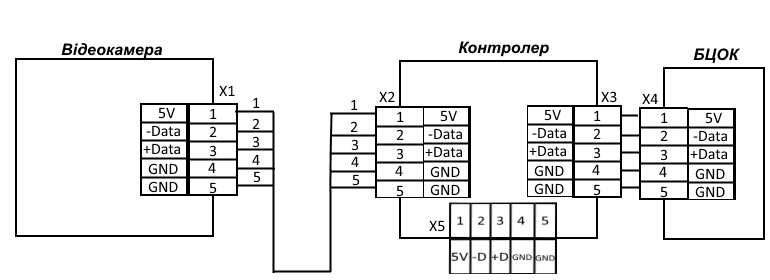 Відеокамера
Контролер
БЦОК
X1
5V 1 1
-Data 2 2
+Data 3 3
GND 4 4
GND 5 5
X2
1 1 5V
2 2 -Data
3 3 +Data
4 4 GND
5 5 GND
X3
5V 1
-Data 2
+Data 3
GND 4
GND 5
X4
1 5V
2 -Data
3 +Data
4 GND
5 GND
X5
1 2 3 4 5
5V -D +D GND GND